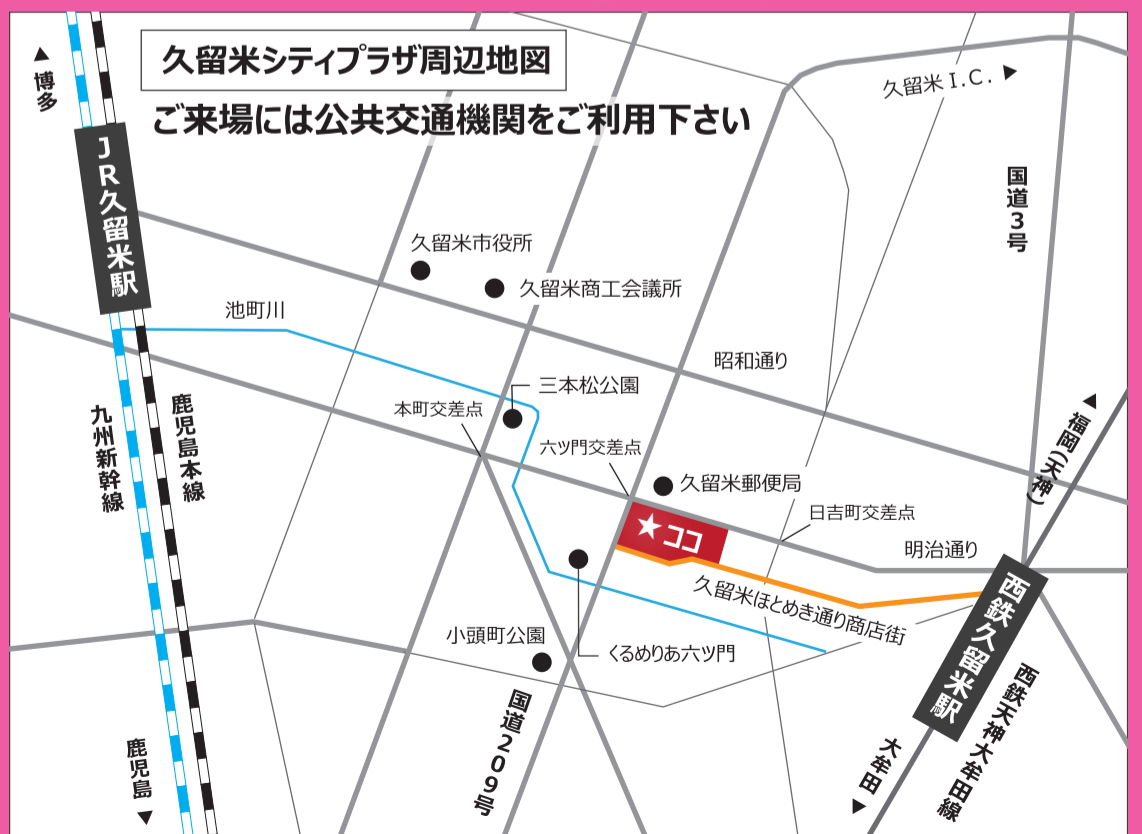 久留米シティプラザ周辺地図
ご来場には公共交通機関をご利用下さい
▲博多
JR久留米駅
久留米 I.C. ▶
国道3号
久留米市役所
久留米商工会議所
池町川
昭和通り
三本松公園
本町交差点
六ツ門交差点
▲福岡(天神)
九州新幹線
鹿児島本線
久留米郵便局
日吉町交差点
★ココ
明治通り
久留米ほとめき通り商店街
西鉄久留米駅
小頭町公園
くるめりあ六ツ門
国道209号
西鉄天神大牟田線
大牟田▼
鹿児島▼